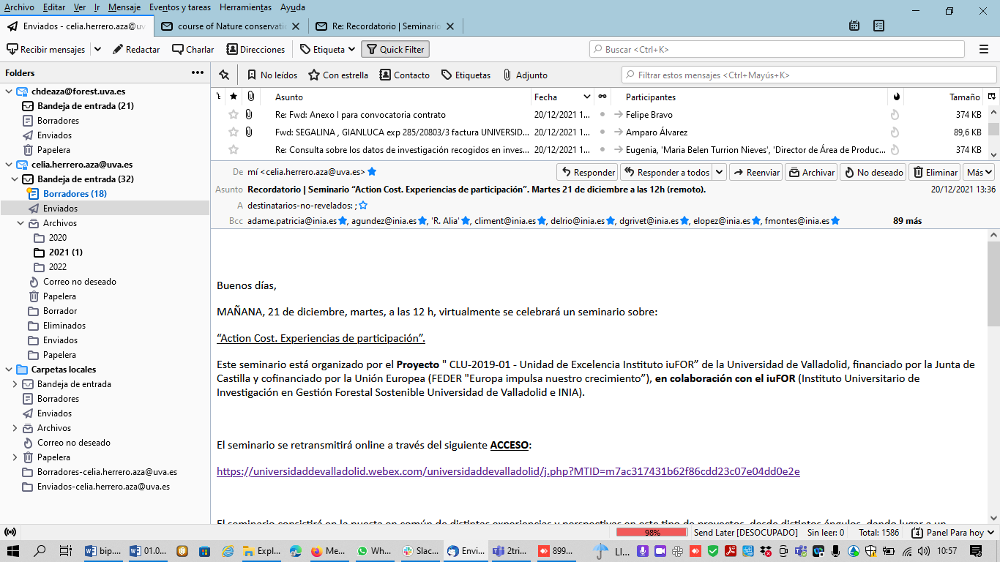 Archivo Editar Ver Ir Mensaje Eventos y tareas Herramientas Ayuda
Enviados - celia.herrero.aza@uv
course of Nature conservati
Re: Recordatorio | Seminario
Recibir mensajes Redactar Charlar Direcciones Etiqueta Quick Filter Buscar <Ctrl+K>
Folders
No leídos Con estrella Contacto Etiquetas Adjunto Filtrar estos mensajes <Ctrl+Mayús+K>
Asunto Fecha Participantes Tamaño
Re: Fwd: Anexo I para convocatoria contrato 20/12/2021 1... Felipe Bravo 374 KB
Fwd: SEGALINA , GIANLUCA exp 285/20803/3 factura UNIVERSID... 20/12/2021 1... Amparo Álvarez 89,6 KB
Re: Consulta sobre los datos de investigación recogidos en inves... 20/12/2021 1... Eugenia, 'Maria Belen Turrion Nieves', 'Director de Área de Produc... 374 KB
chdeaza@forest.uva.es
Bandeja de entrada (21)
Borradores
Enviados
Papelera
celia.herrero.aza@uva.es
Bandeja de entrada (32)
Borradores (18)
Enviados
Archivos
2020
2021 (1)
2022
Correo no deseado
Papelera
Borrador
Eliminados
Enviados
Papelera
Carpetas locales
Bandeja de entrada
Borradores
Enviados
Archivos
Correo no deseado
Papelera
Borradores-celia.herrero.aza@uva.es
Enviados-celia.herrero.aza@uva.es
De mí <celia.herrero.aza@uva.es> Responder Responder a todos Reenviar Archivar No deseado Eliminar Más
Asunto Recordatorio | Seminario “Action Cost. Experiencias de participación”. Martes 21 de diciembre a las 12h (remoto). 20/12/2021 13:36
A destinatarios-no-revelados: ;
Bcc adame.patricia@inia.es, agundez@inia.es, 'R. Alia', climent@inia.es, delrio@inia.es, dgrivet@inia.es, elopez@inia.es, fmontes@inia.es 89 más
Buenos días,
MAÑANA, 21 de diciembre, martes, a las 12 h, virtualmente se celebrará un seminario sobre:
“Action Cost. Experiencias de participación”.
Este seminario está organizado por el Proyecto " CLU-2019-01 - Unidad de Excelencia Instituto iuFOR” de la Universidad de Valladolid, financiado por la Junta de
Castilla y cofinanciado por la Unión Europea (FEDER "Europa impulsa nuestro crecimiento”), en colaboración con el iuFOR (Instituto Universitario de
Investigación en Gestión Forestal Sostenible Universidad de Valladolid e INIA).
El seminario se retransmitirá online a través del siguiente ACCESO:
https://universidaddevalladolid.webex.com/universidaddevalladolid/j.php?MTID=m7ac317431b62f86cdd23c07e04dd0e2e
El seminario consistirá en la puesta en común de distintas experiencias y perspectivas en este tipo de proyectos, desde distintos ángulos, dando lugar a un
98% Send Later [DESOCUPADO] Sin leer: 0 Total: 1586 4 Panel Para hoy
bip.... 01.0... Expl... Me... Wh... Slac... Envi... 2tri... 899... Ll... 10:57